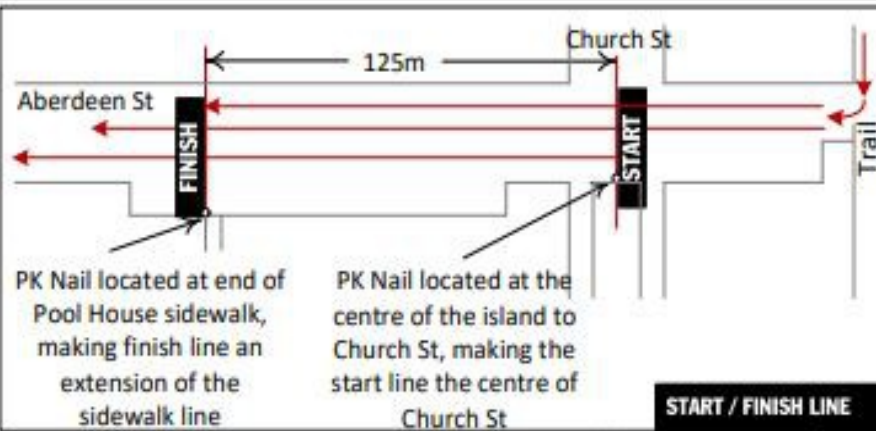 Church St
125m
Aberdeen St
FINISH
START
Trail
PK Nail located at end of
Pool House sidewalk,
making finish line an
extension of the
sidewalk line
PK Nail located at the
centre of the island to
Church St, making the
start line the centre of
Church St
START / FINISH LINE